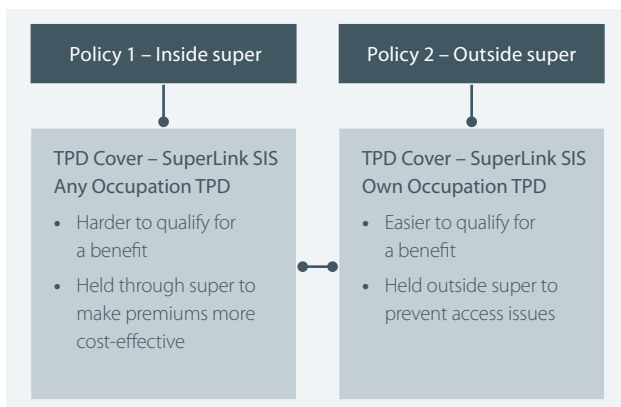 Policy 1 – Inside super
Policy 2 – Outside super
TPD Cover – SuperLink SIS
Any Occupation TPD
• Harder to qualify for
a benefit
• Held through super to
make premiums more
cost-effective
TPD Cover – SuperLink SIS
Own Occupation TPD
• Easier to qualify for
a benefit
• Held outside super to
prevent access issues